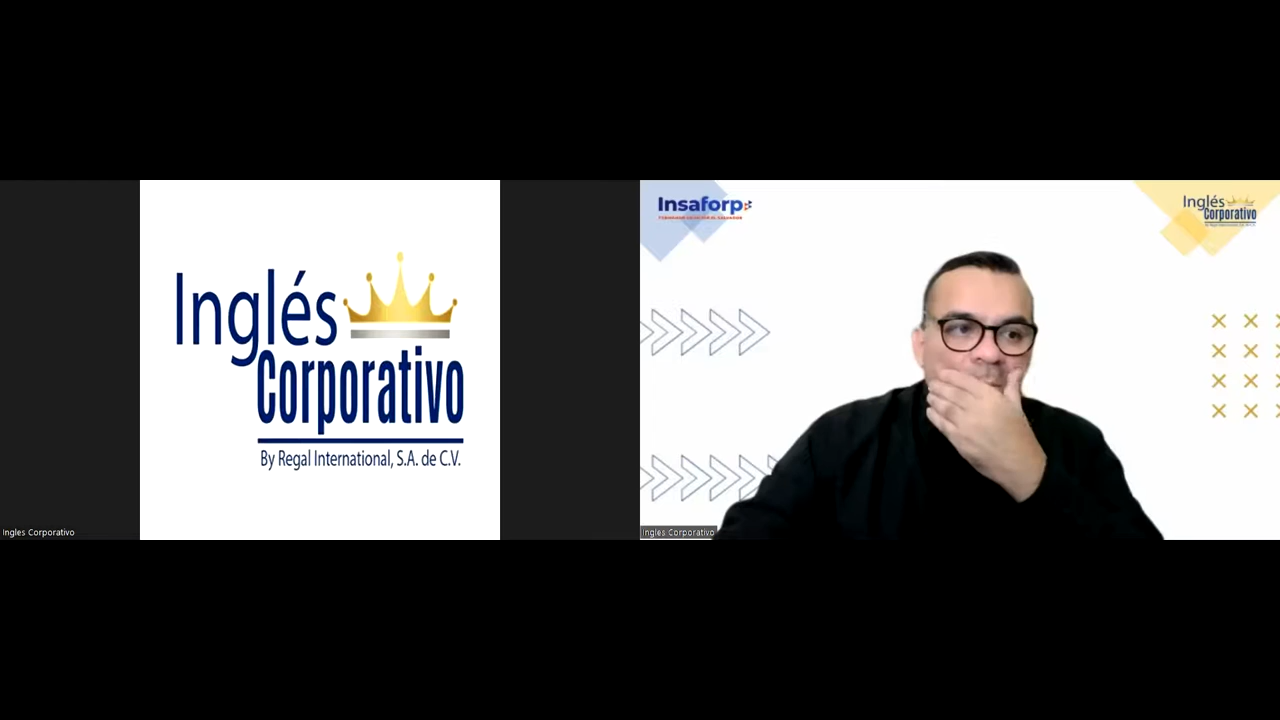 Inglés
Corporativo
By Regal International, S.A. de C.V.
Ingles Corporativo
Insaforp
Inglés
Corporativo
Ingles Corporativo